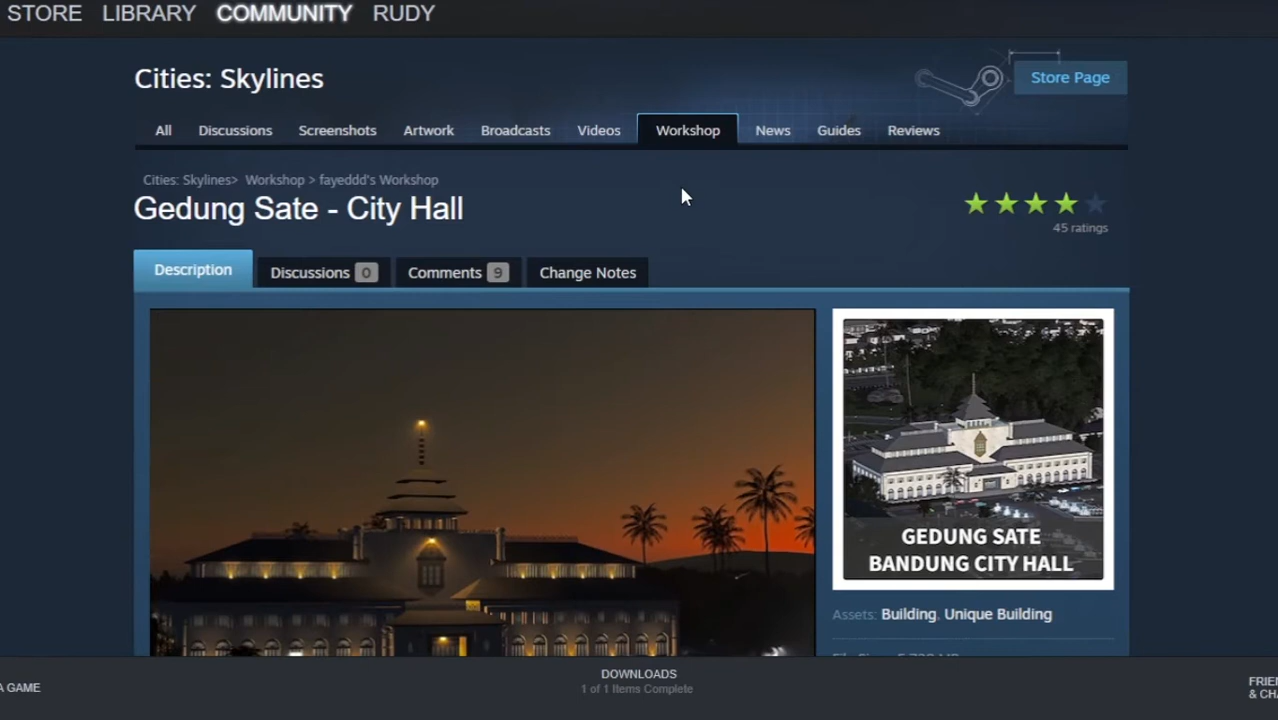 STORE LIBRARY COMMUNITY RUDY
Cities: Skylines
Store Page
All Discussions Screenshots Artwork Broadcasts Videos Workshop News Guides Reviews
Cities: Skylines> Workshop > fayeddd's Workshop
Gedung Sate - City Hall
45 ratings
Description Discussions 0 Comments 9 Change Notes
GEDUNG SATE
BANDUNG CITY HALL
Assets: Building, Unique Building
DOWNLOADS
1 of 1 Items Complete
A GAME
FRIEN
& CHA